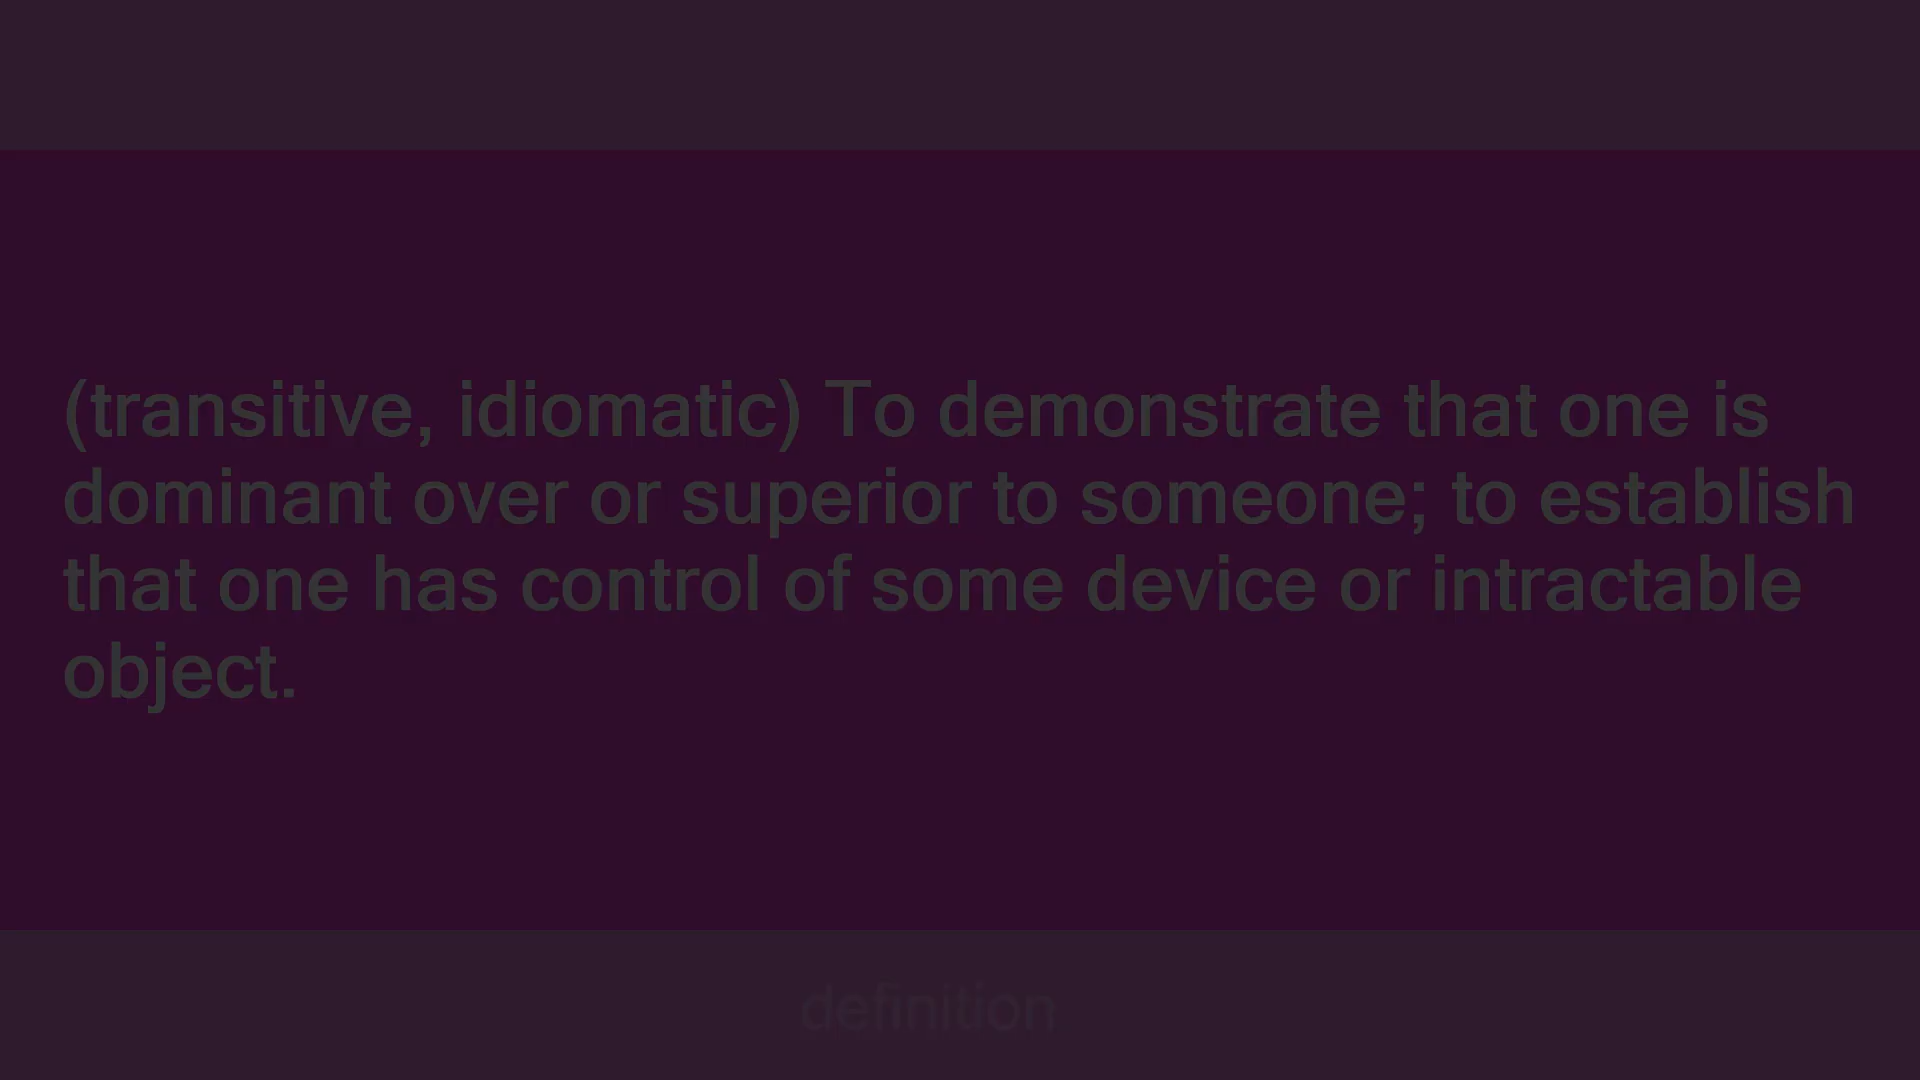 (transitive, idiomatic) To demonstrate that one is
dominant over or superior to someone; to establish
that one has control of some device or intractable
object.
definition